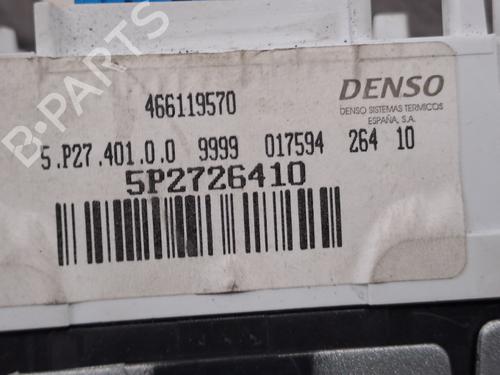 466119570
DENSO
DENSO SISTEMAS TERMICOS
ESPAÑA, S.A.
5.P27.401.0.0 9999 017594 264 10
5P2726410
B-PARTS